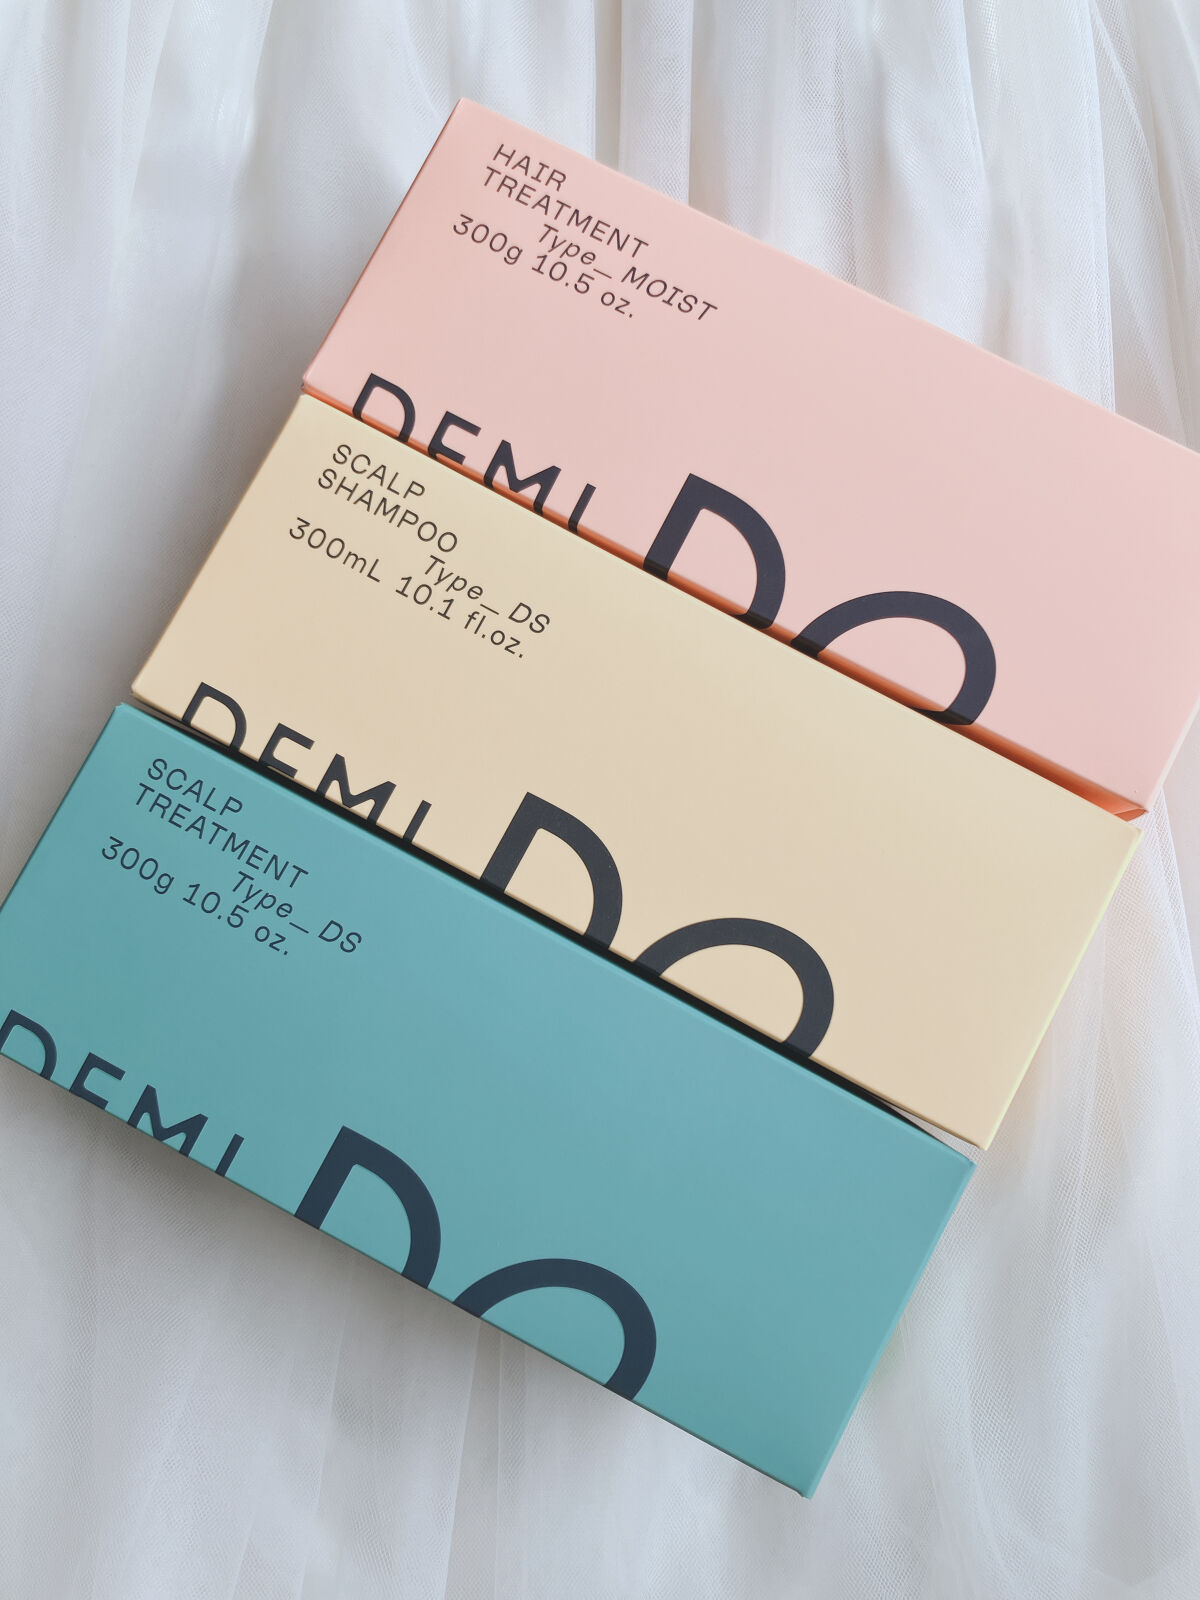 HAIR
TREATMENT
Type_ MOIST
300g 10.5 oz.
DEMI DO
SCALP
SHAMPOO
Type_ DS
300mL 10.1 fl.oz.
DEMI DO
SCALP
TREATMENT
Type_ DS
300g 10.5 oz.
DEMI DO